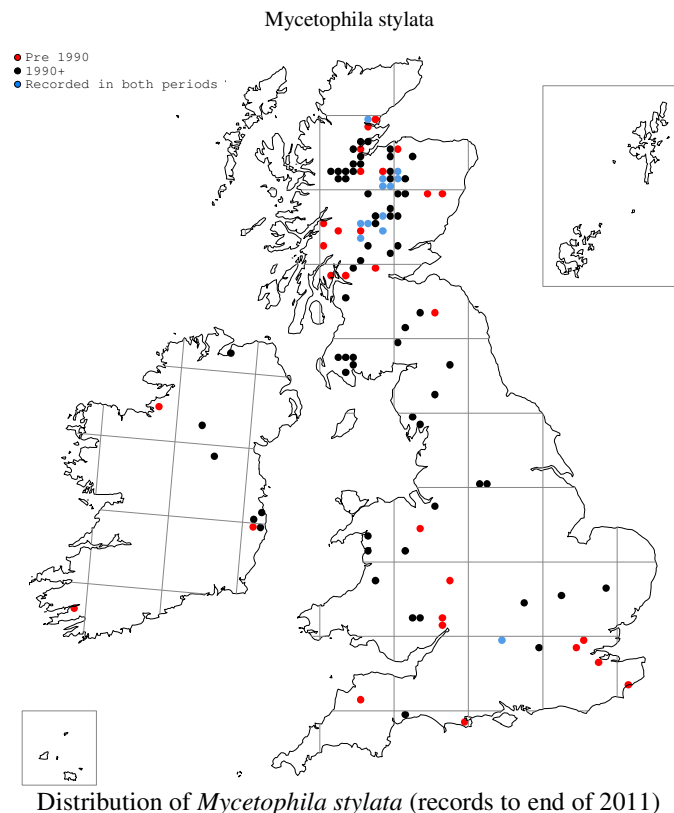 Mycetophila stylata
Pre 1990
1990+
Recorded in both periods
Distribution of Mycetophila stylata (records to end of 2011)